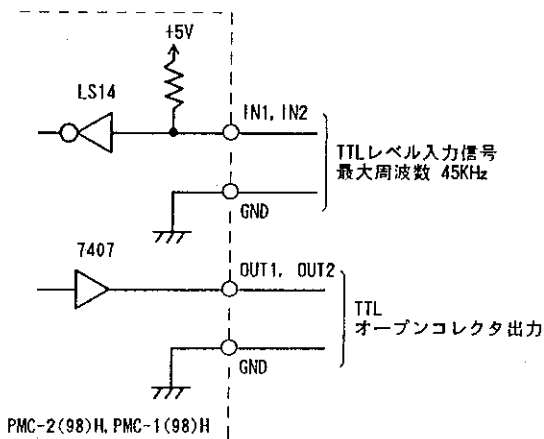 +5V
LS14
IN1, IN2
TTLレベル入力信号
最大周波数 45KHz
GND
7407
OUT1, OUT2
TTL
オープンコレクタ出力
GND
PMC-2(98)H, PMC-1(98)H